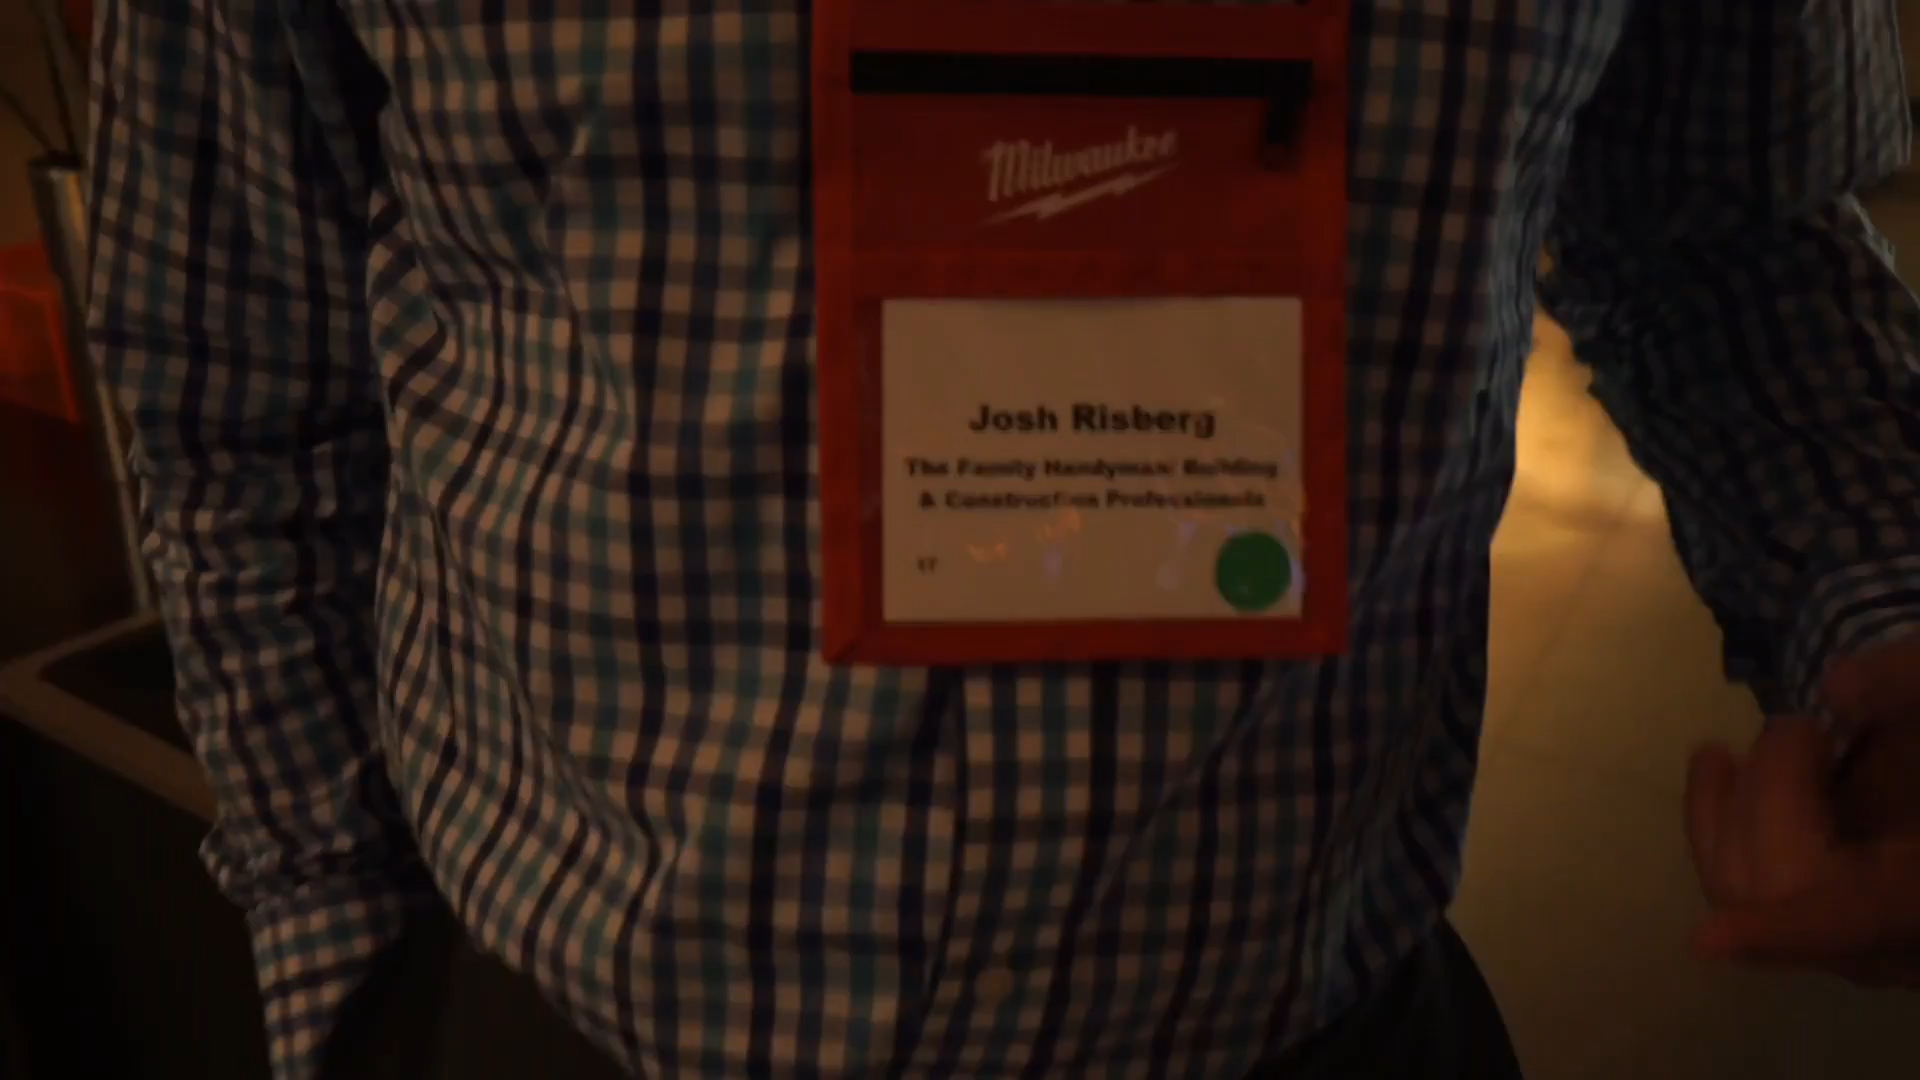 Milwaukee
Josh Risberg
The Family Handyman: Building
& Construction Professionals
17